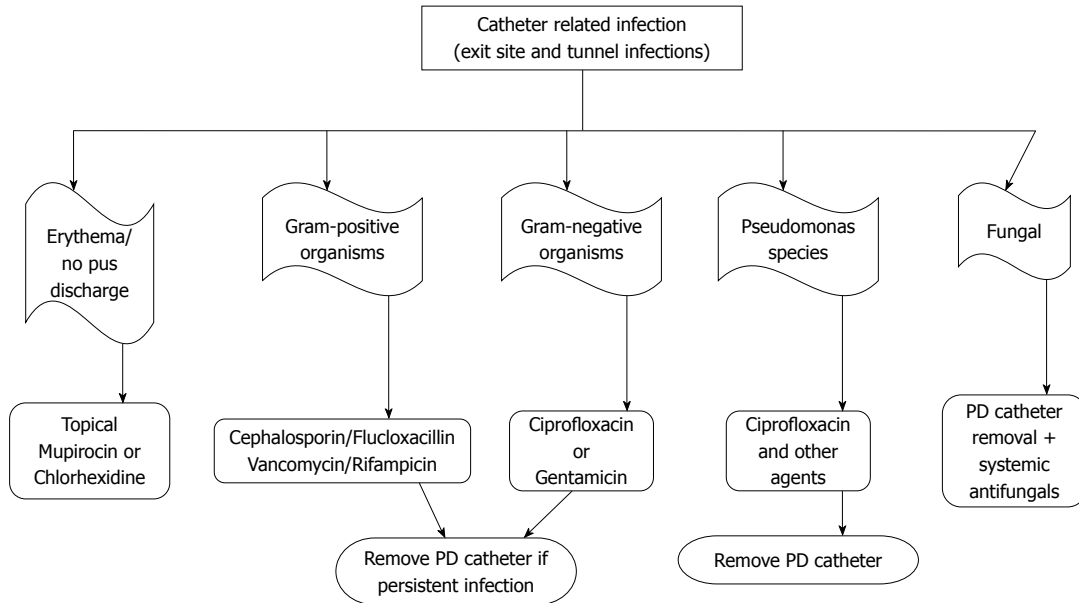 Catheter related infection
(exit site and tunnel infections)
Erythema/
no pus
discharge
Gram-positive
organisms
Gram-negative
organisms
Pseudomonas
species
Fungal
Topical
Mupirocin or
Chlorhexidine
Cephalosporin/Flucloxacillin
Vancomycin/Rifampicin
Ciprofloxacin
or
Gentamicin
Ciprofloxacin
and other
agents
PD catheter
removal +
systemic
antifungals
Remove PD catheter if
persistent infection
Remove PD catheter